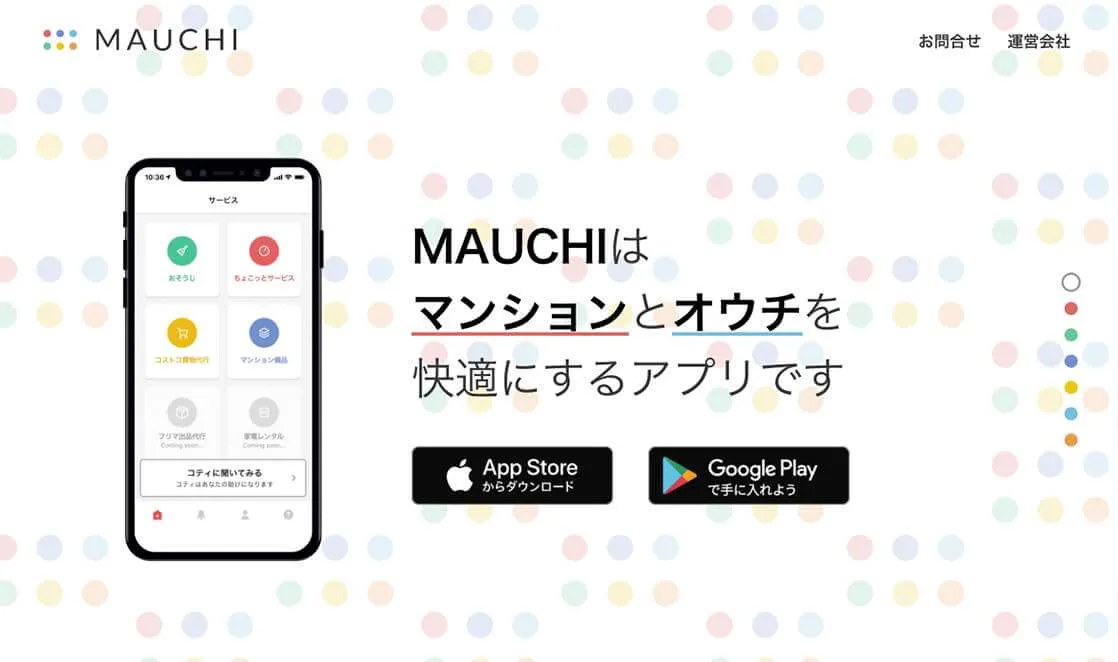 MAUCHI
お問合せ
運営会社
10:36
サービス
おそうじ
ちょこっとサービス
コストコ買物代行
マンション備品
フリマ出品代行
Coming soon...
家電レンタル
Coming soon...
コティに聞いてみる
コティはあなたの助けになります
MAUCHIは
マンションとオウチを
快適にするアプリです
App Store
からダウンロード
Google Play
で手に入れよう